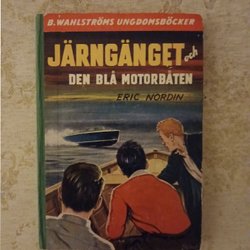 B. WAHLSTRÖMS UNGDOMSBÖCKER
JÄRNGÄNGET och
DEN BLÅ MOTORBÅTEN
ERIC NORDIN